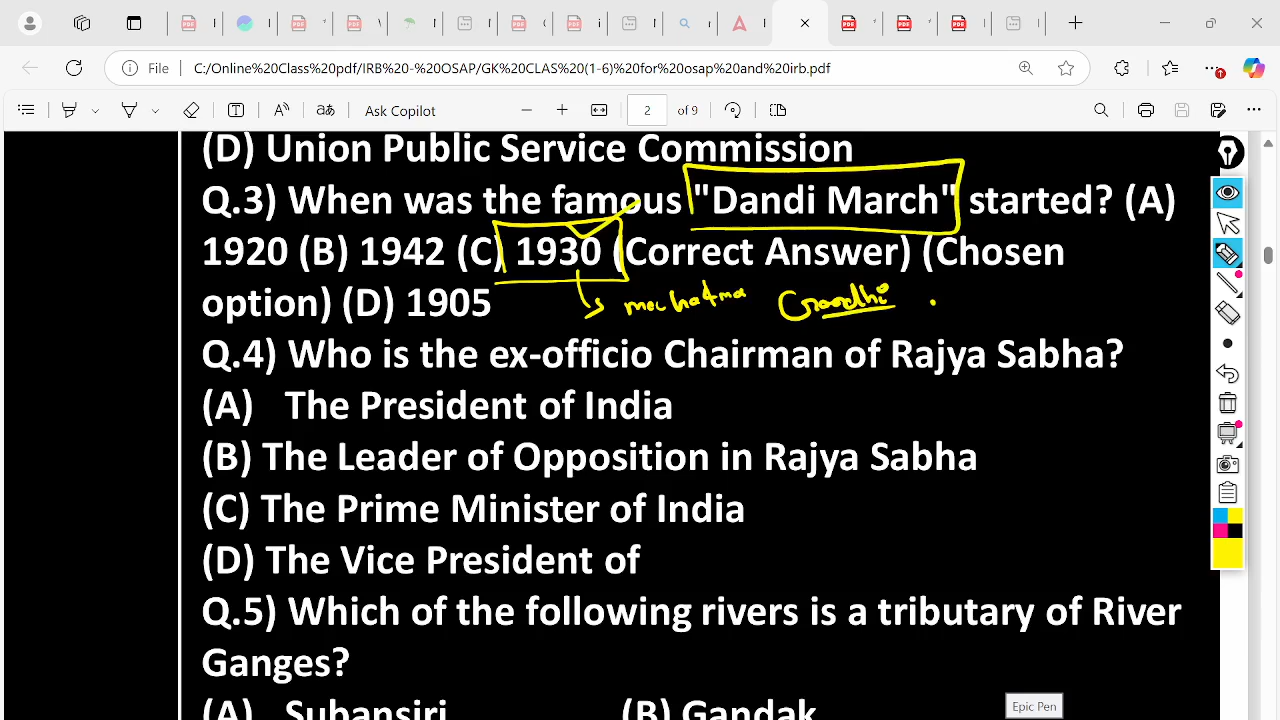 File
C:/Online%20Class%20pdf/IRB%20-%20OSAP/GK%20CLAS%20(1-6)%20for%20osap%20and%20irb.pdf
Ask Copilot
2
of 9
(D) Union Public Service Commission
Q.3) When was the famous "Dandi March" started? (A)
1920 (B) 1942 (C) 1930 (Correct Answer) (Chosen
option) (D) 1905
mahatma Gandhi
Q.4) Who is the ex-officio Chairman of Rajya Sabha?
(A) The President of India
(B) The Leader of Opposition in Rajya Sabha
(C) The Prime Minister of India
(D) The Vice President of
Q.5) Which of the following rivers is a tributary of River
Ganges?
(A) Subansiri (B) Gandak
Epic Pen